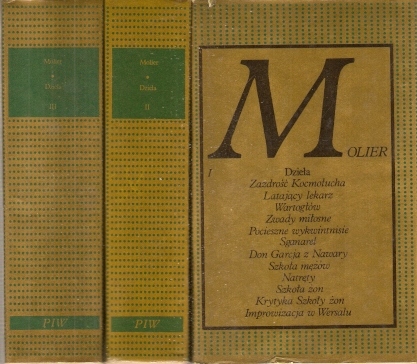 Molier
Dzieła
III
PIW
Molier
Dzieła
II
PIW
MOLIER
I
Dzieła
Zazdrość Kocmołucha
Latający lekarz
Wartogłów
Zwady miłosne
Pocieszne wykwintnisie
Sganarel
Don Garcja z Nawary
Szkoła mężów
Natręty
Szkoła żon
Krytyka Szkoły żon
Improwizacja w Wersalu